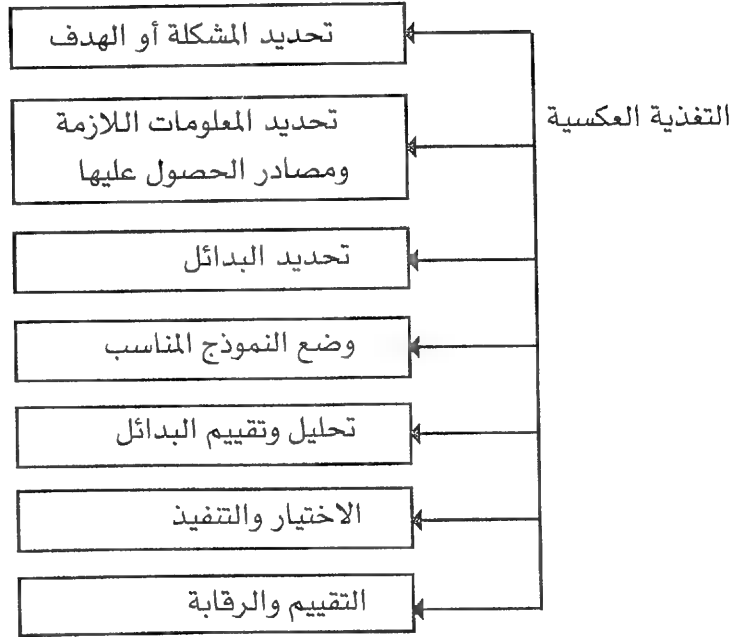 تحديد المشكلة أو الهدف
تحديد المعلومات اللازمة
ومصادر الحصول عليها
التغذية العكسية
تحديد البدائل
وضع النموذج المناسب
تحليل وتقييم البدائل
الاختيار والتنفيذ
التقييم والرقابة